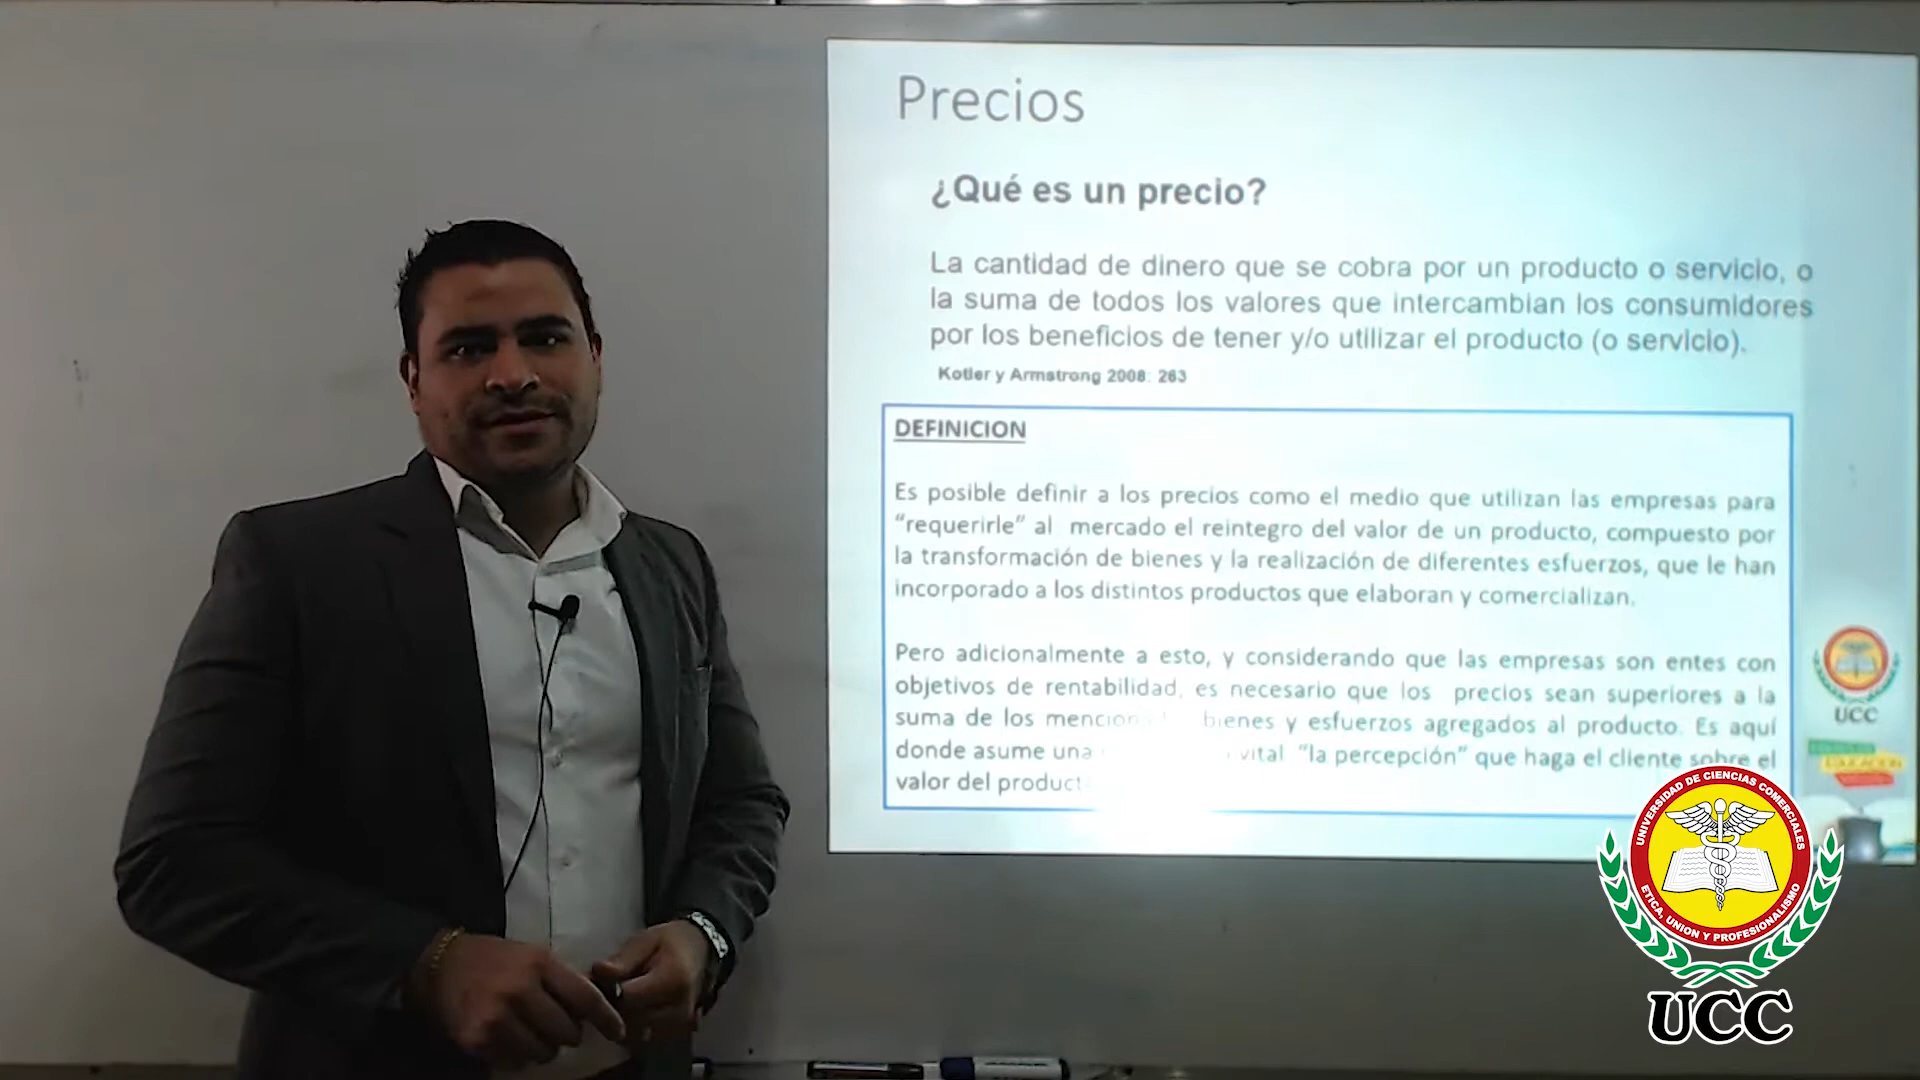 Precios
¿Qué es un precio?
La cantidad de dinero que se cobra por un producto o servicio, o
la suma de todos los valores que intercambian los consumidores
por los beneficios de tener y/o utilizar el producto (o servicio).
Kotler y Armstrong 2008: 263
DEFINICION
Es posible definir a los precios como el medio que utilizan las empresas para
“requerirle” al mercado el reintegro del valor de un producto, compuesto por
la transformación de bienes y la realización de diferentes esfuerzos, que le han
incorporado a los distintos productos que elaboran y comercializan.
Pero adicionalmente a esto, y considerando que las empresas son entes con
objetivos de rentabilidad, es necesario que los precios sean superiores a la
suma de los bienes y esfuerzos agregados al producto. Es aquí
donde asume una vital “la percepción” que haga el cliente sobre el
valor del
UCC
EDUCACION
UNIVERSIDAD DE CIENCIAS COMERCIALES
ETICA, UNION Y PROFESIONALISMO
UCC